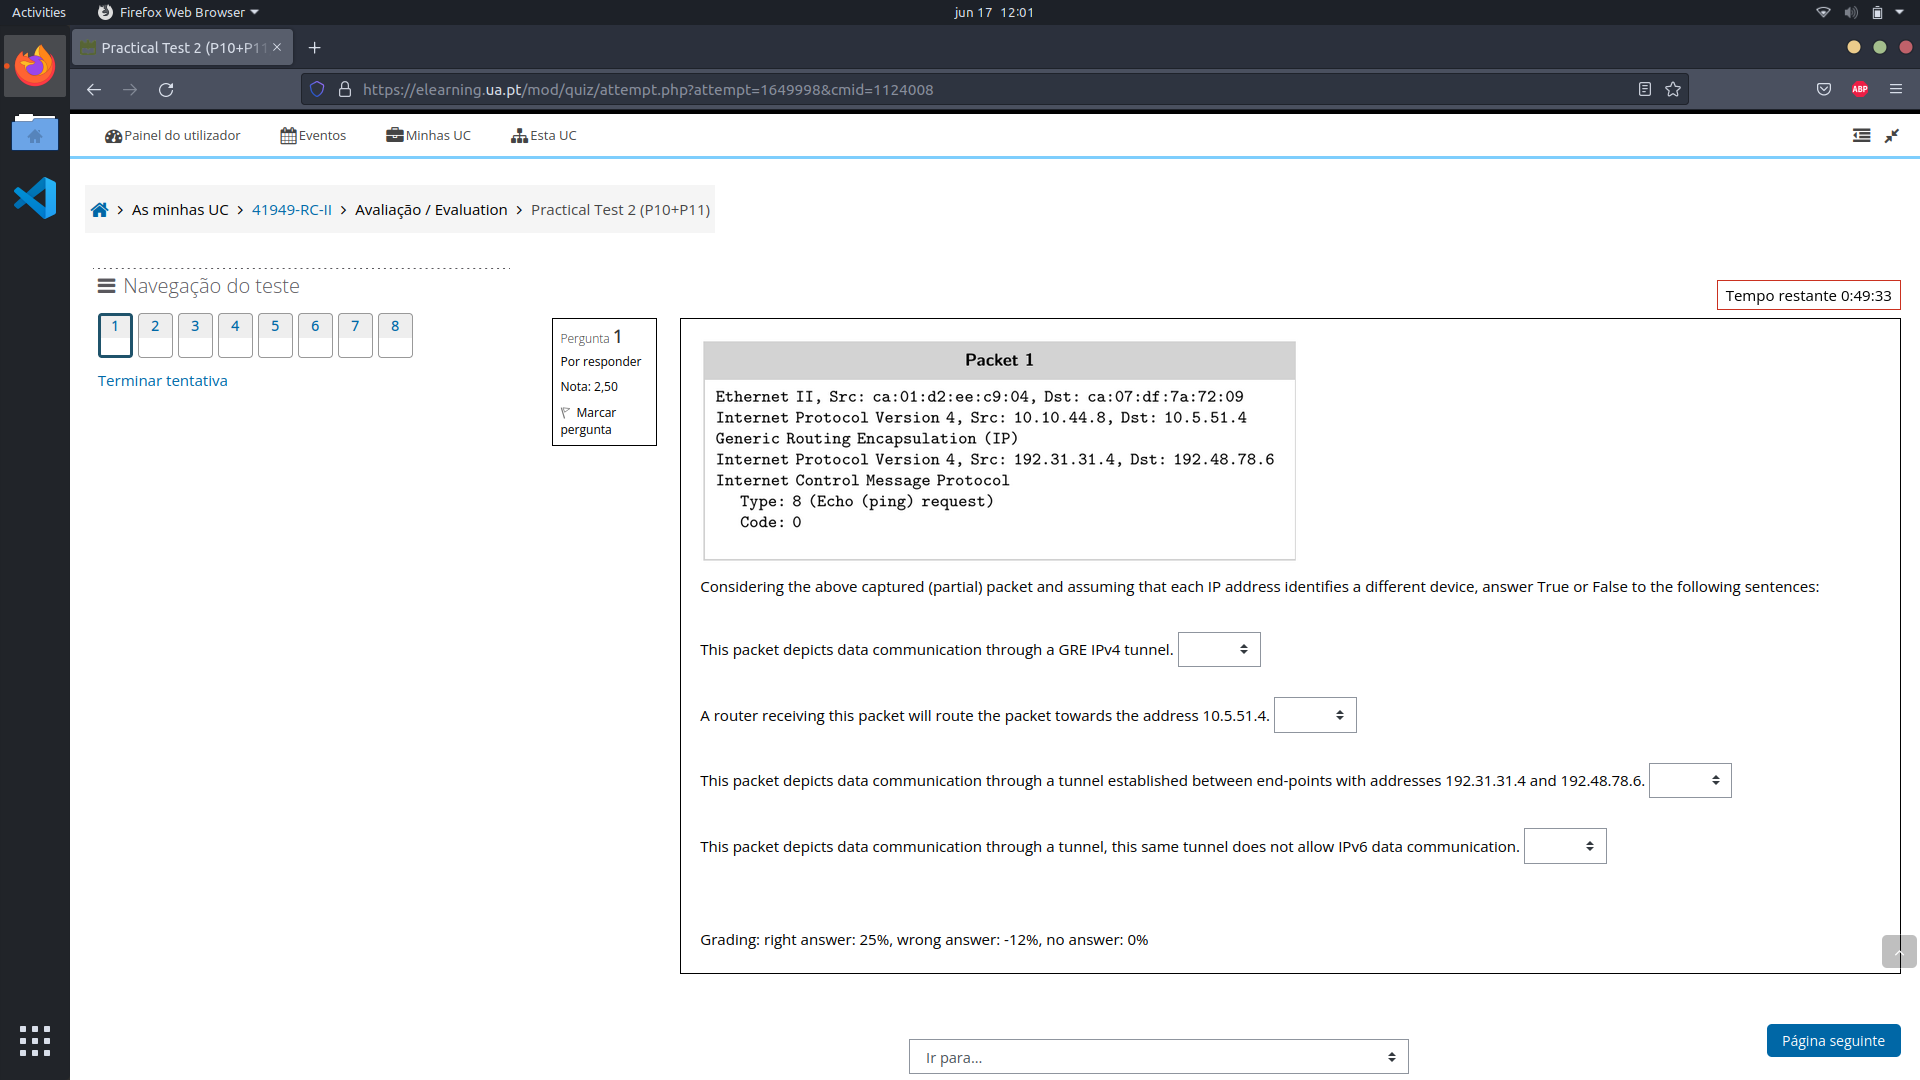 Activities
Firefox Web Browser
jun 17 12:01
Practical Test 2 (P10+P11
https://elearning.ua.pt/mod/quiz/attempt.php?attempt=1649998&cmid=1124008
ABP
Painel do utilizador
Eventos
Minhas UC
Esta UC
As minhas UC > 41949-RC-II > Avaliação / Evaluation > Practical Test 2 (P10+P11)
Navegação do teste
1 2 3 4 5 6 7 8
Terminar tentativa
Tempo restante 0:49:33
Pergunta 1
Por responder
Nota: 2,50
Marcar
pergunta
Packet 1
Ethernet II, Src: ca:01:d2:ee:c9:04, Dst: ca:07:df:7a:72:09
Internet Protocol Version 4, Src: 10.10.44.8, Dst: 10.5.51.4
Generic Routing Encapsulation (IP)
Internet Protocol Version 4, Src: 192.31.31.4, Dst: 192.48.78.6
Internet Control Message Protocol
Type: 8 (Echo (ping) request)
Code: 0
Considering the above captured (partial) packet and assuming that each IP address identifies a different device, answer True or False to the following sentences:
This packet depicts data communication through a GRE IPv4 tunnel.
A router receiving this packet will route the packet towards the address 10.5.51.4.
This packet depicts data communication through a tunnel established between end-points with addresses 192.31.31.4 and 192.48.78.6.
This packet depicts data communication through a tunnel, this same tunnel does not allow IPv6 data communication.
Grading: right answer: 25%, wrong answer: -12%, no answer: 0%
Página seguinte
Ir para...